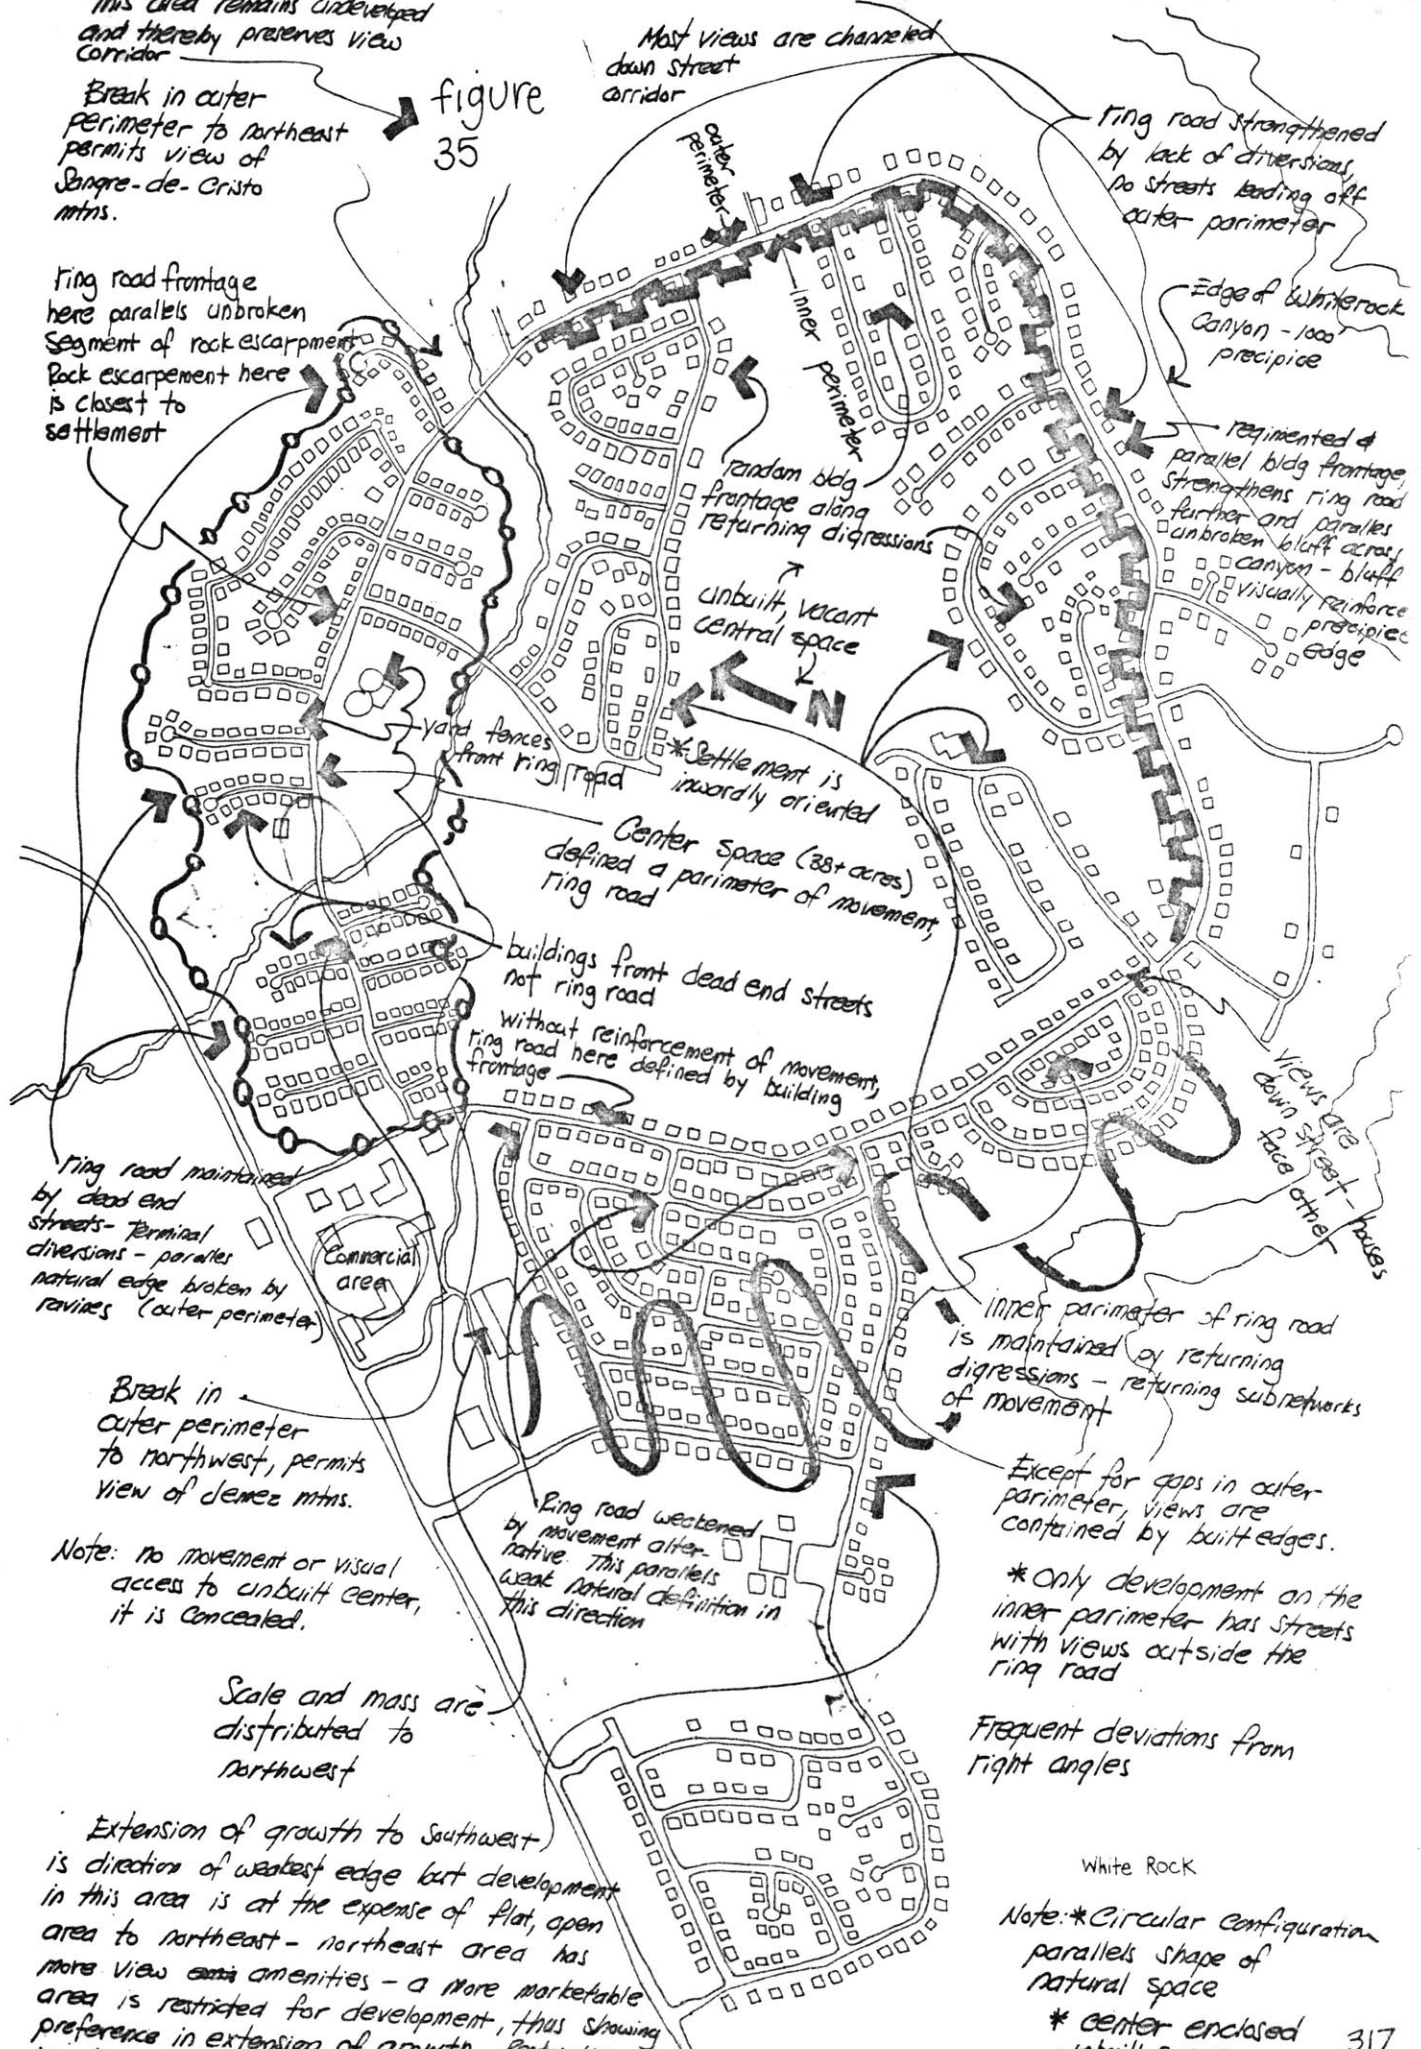 This area remains undeveloped
and thereby preserves view
corridor
figure
35
Break in outer
perimeter to northeast
permits view of
Sangre-de-Cristo
mtns.
Most views are channeled
down street
corridor
outer
perimeter
ring road strengthened
by lack of diversions,
no streets leading off
outer parimeter
ring road frontage
here parallels unbroken
segment of rock escarpment
Rock escarpement here
is closest to
settlement
inner perimeter
Edge of Whiterock
Canyon - 1000'
precipice
regimented &
parallel bldg frontage,
strengthens ring road
further and paralles
unbroken bluff across
canyon - bluff
visually reinforce
precipice
edge
random bldg
frontage along
returning digressions
unbuilt, vacant
central space
N
yard fences
front ring road
*Settlement is
inwardly oriented
Center space (38+ acres)
defined a parimeter of movement,
ring road
buildings front dead end streets
not ring road
without reinforcement of movement,
ring road here defined by building
frontage
views are
down street - houses
face other
ring road maintained
by dead end
streets- Terminal
diversions - paralles
natural edge broken by
ravines (outer perimeter)
Commercial
area
inner parimeter of ring road
is maintained by returning
digressions - returning subnetworks
of movement
Break in
outer perimeter
to northwest, permits
view of Jemez mtns.
Except for gaps in outer-
parimeter, views are
contained by built edges.
Ring road weakened
by movement alter-
native. This parallels
weak natural definition in
this direction
Note: no movement or visual
access to unbuilt center,
it is concealed.
*only development on the
inner parimeter has streets
with views outside the
ring road
Scale and mass are
distributed to
northwest
Frequent deviations from
right angles
Extension of growth to southwest
is direction of weakest edge but development
in this area is at the expense of flat, open
area to northeast - northeast area has
more view amenities - a more marketable
area is restricted for development, thus showing
preference in extension of growth.
White Rock
Note:*Circular configuration
parallels shape of
natural space
* center enclosed
317